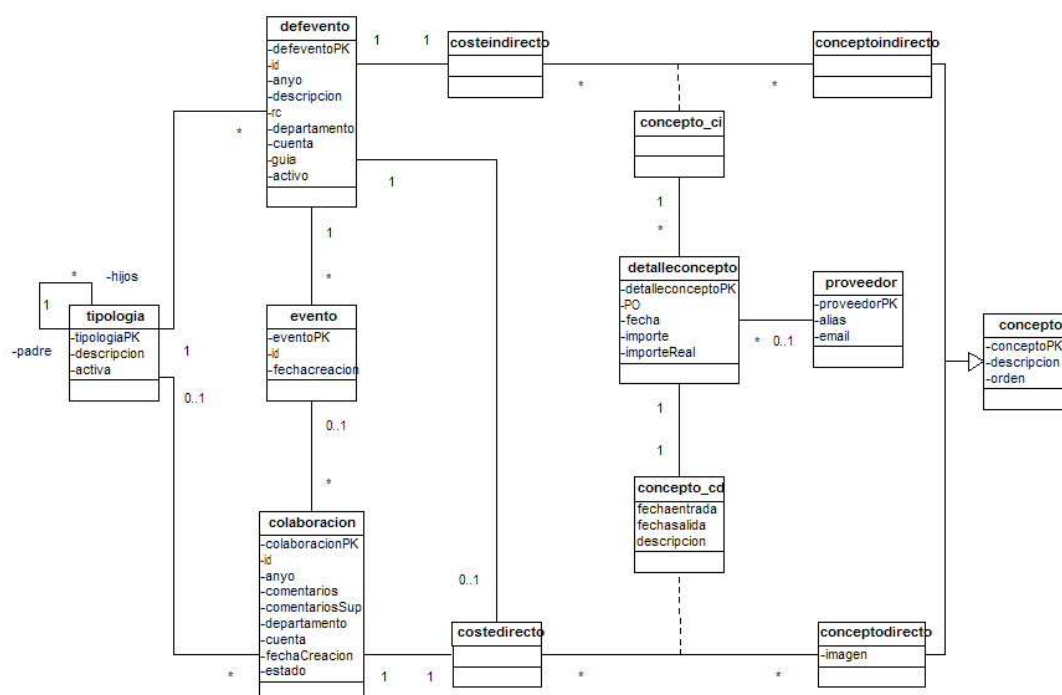 defevento
-defeventoPK
-id
-anyo
-descripcion
-rc
-departamento
-cuenta
-guia
-activo
1
1
costeindirecto
*
*
conceptoindirecto
concepto_ci
*
1
1
*
1
*
detalleconcepto
-detalleconceptoPK
-PO
-fecha
-importe
-importeReal
*
0..1
proveedor
-proveedorPK
-alias
-email
concepto
-conceptoPK
-descripcion
-orden
*
-hijos
1
-padre
tipologia
-tipologiaPK
-descripcion
-activa
1
0..1
evento
-eventoPK
-id
-fechacreacion
0..1
*
1
1
concepto_cd
fechaentrada
fechasalida
descripcion
colaboracion
-colaboracionPK
-id
-anyo
-comentarios
-comentariosSup
-departamento
-cuenta
-fechaCreacion
-estado
*
1
1
0..1
costedirecto
*
*
conceptodirecto
-imagen